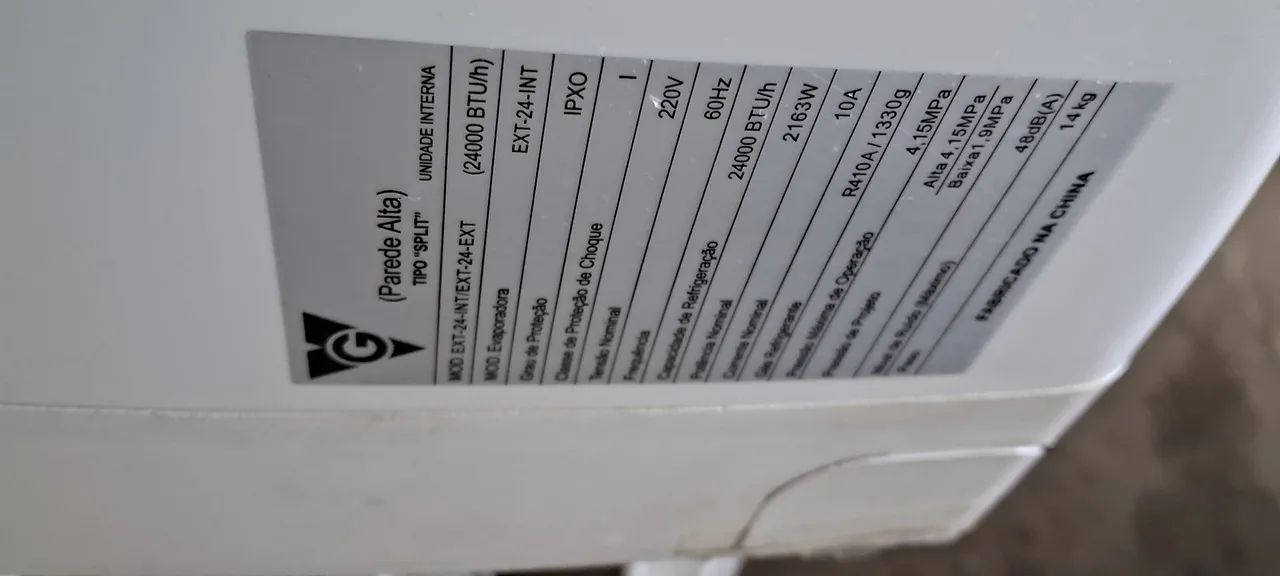 G
(Parede Alta)
TIPO "SPLIT"
UNIDADE INTERNA
MOD. EXT-24-INT/EXT-24-EXT (24000 BTU/h)
MOD. Evaporadora EXT-24-INT
Grau de Proteção IPXO
Classe de Proteção de Choque I
Tensão Nominal 220V
Frequência 60Hz
Capacidade de Refrigeração 24000 BTU/h
Potência Nominal 2163W
Corrente Nominal 10A
Gás Refrigerante R410A / 1330g
Pressão Máxima de Operação 4,15MPa
Pressão de Projeto Alta 4,15MPa
Baixa1,9MPa
Nível de Ruído (Máximo) 48dB(A)
Peso 14 kg
FABRICADO NA CHINA